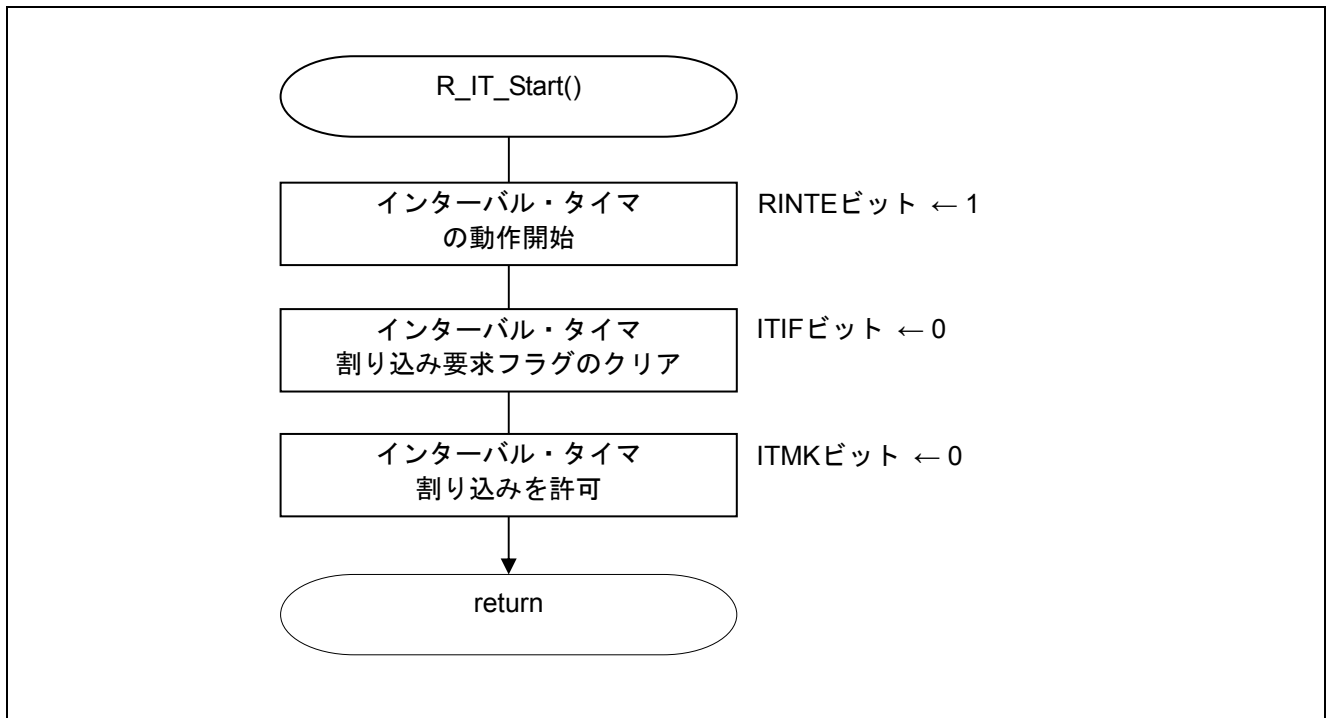 R_IT_Start()
インターバル・タイマ
の動作開始
RINTEビット ← 1
インターバル・タイマ
割り込み要求フラグのクリア
ITIFビット ← 0
インターバル・タイマ
割り込みを許可
ITMKビット ← 0
return